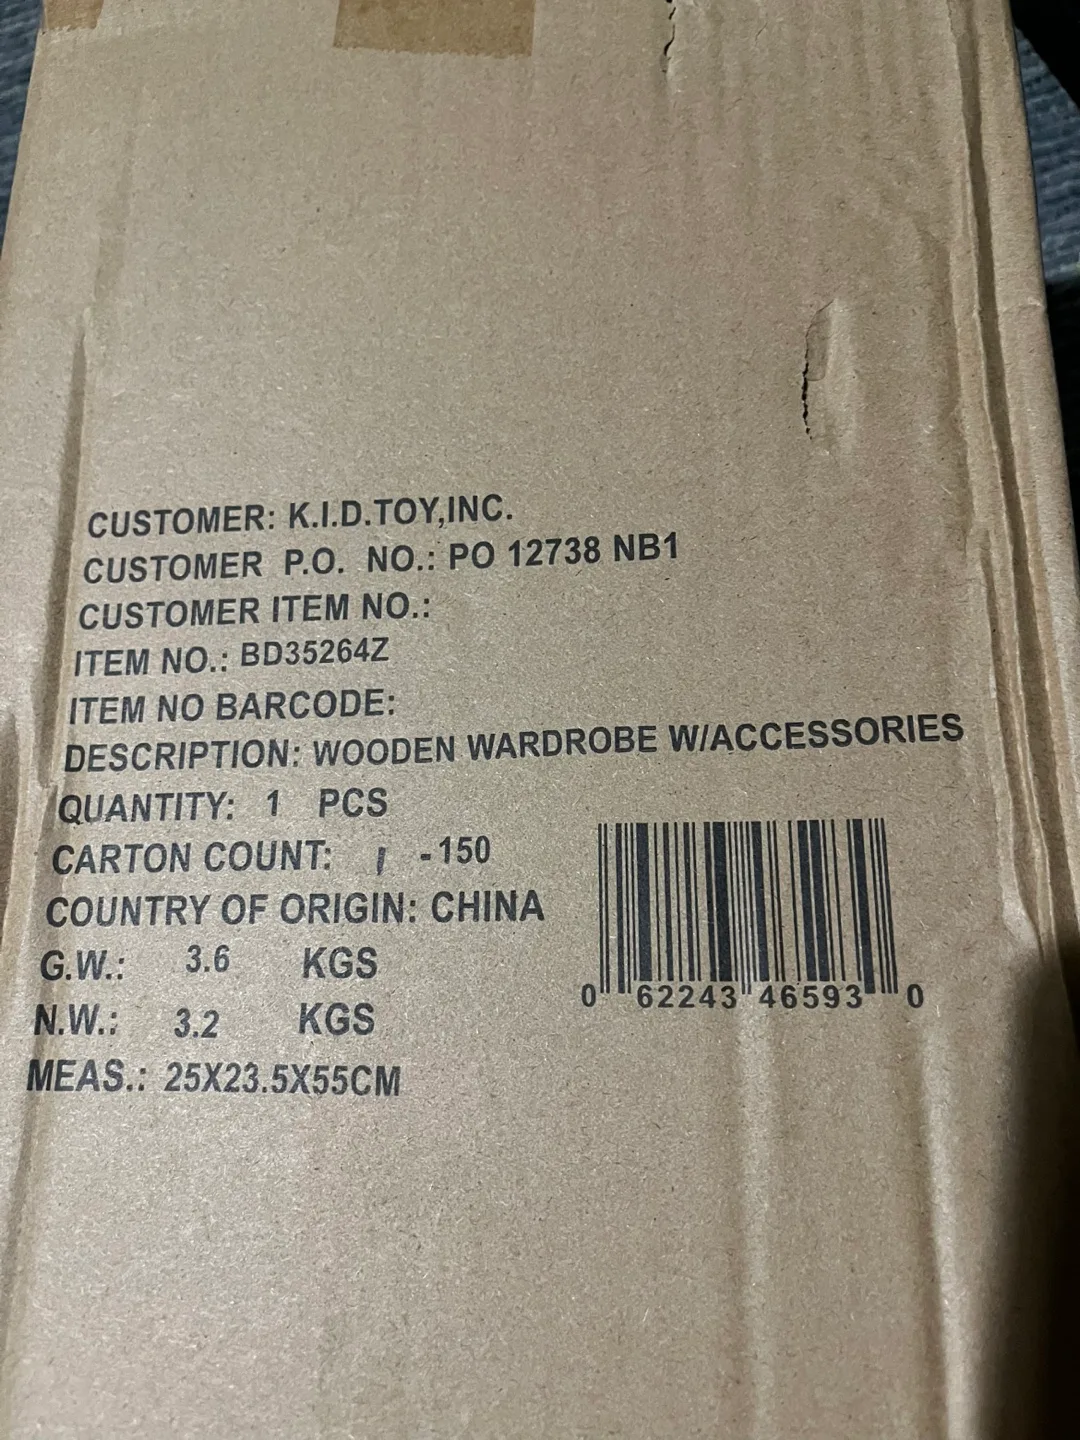 CUSTOMER: K.I.D.TOY,INC.
CUSTOMER P.O. NO.: PO 12738 NB1
CUSTOMER ITEM NO.:
ITEM NO.: BD35264Z
ITEM NO BARCODE:
DESCRIPTION: WOODEN WARDROBE W/ACCESSORIES
QUANTITY: 1 PCS
CARTON COUNT: 1 -150
COUNTRY OF ORIGIN: CHINA
G.W.: 3.6 KGS
N.W.: 3.2 KGS
MEAS.: 25X23.5X55CM
0 62243 46593 0